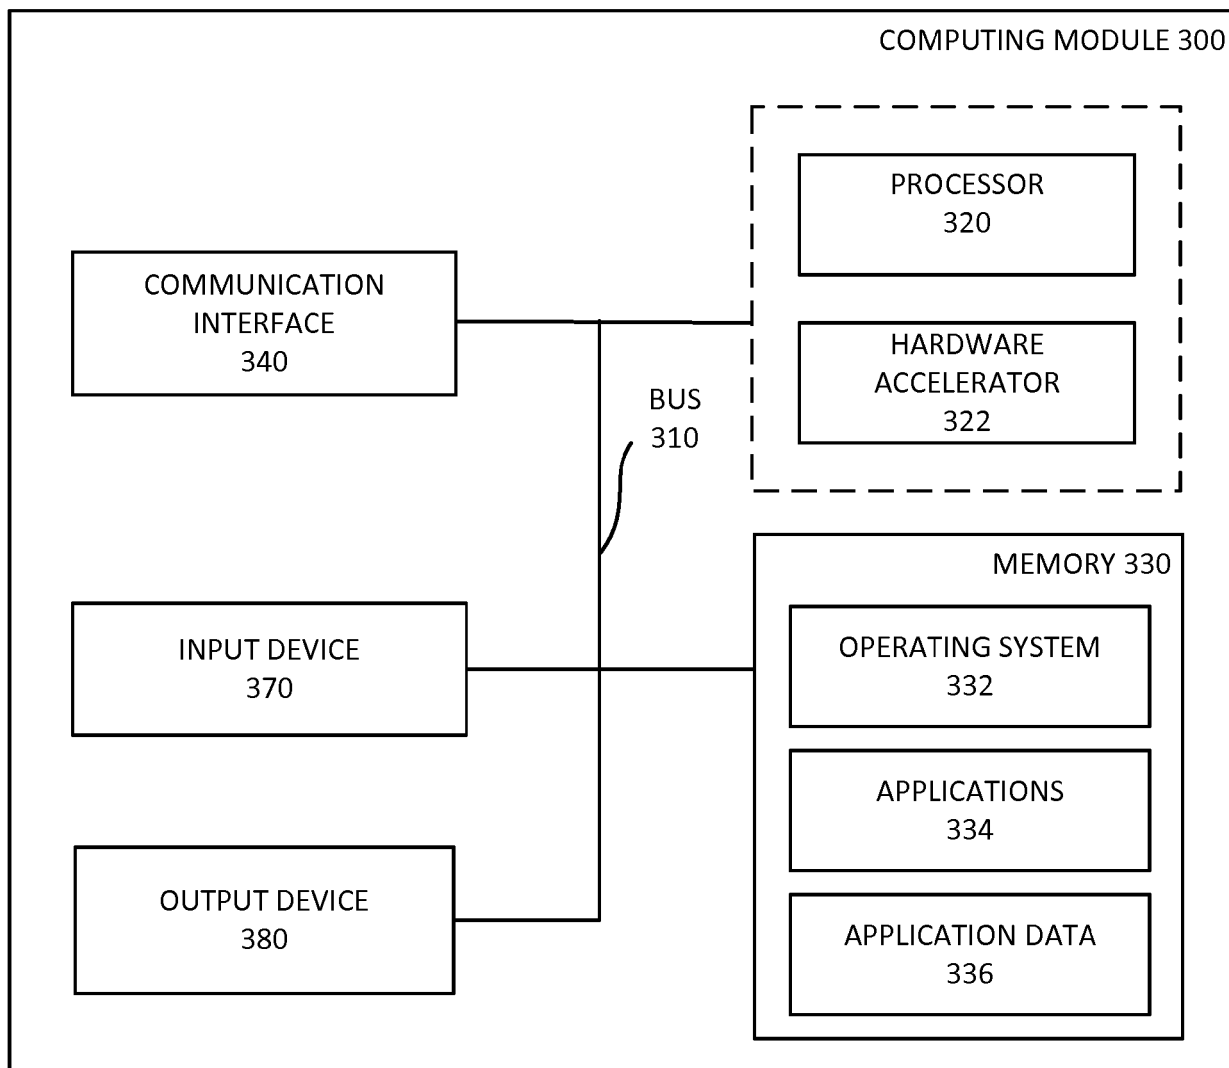 COMPUTING MODULE 300
PROCESSOR
320
HARDWARE
ACCELERATOR
322
COMMUNICATION
INTERFACE
340
BUS
310
MEMORY 330
OPERATING SYSTEM
332
APPLICATIONS
334
APPLICATION DATA
336
INPUT DEVICE
370
OUTPUT DEVICE
380